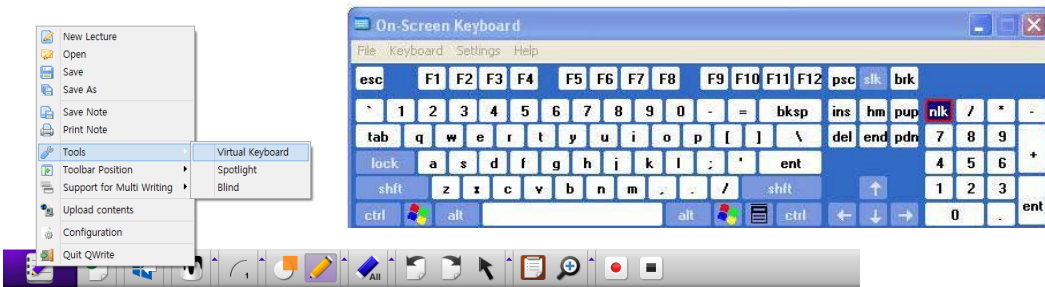 New Lecture
Open
Save
Save As
Save Note
Print Note
Tools
Toolbar Position
Support for Multi Writing
Upload contents
Configuration
Quit QWrite
Virtual Keyboard
Spotlight
Blind
On-Screen Keyboard
File Keyboard Settings Help
esc F1 F2 F3 F4 F5 F6 F7 F8 F9 F10 F11 F12 psc slk brk
` 1 2 3 4 5 6 7 8 9 0 - = bksp ins hm pup nlk / * -
tab q w e r t y u i o p [ ] \ del end pdn 7 8 9
lock a s d f g h j k l ; ' ent 4 5 6 +
shft z x c v b n m , . / shft ↑ 1 2 3
ctrl alt alt ctrl ← ↓ → 0 . ent
1 All